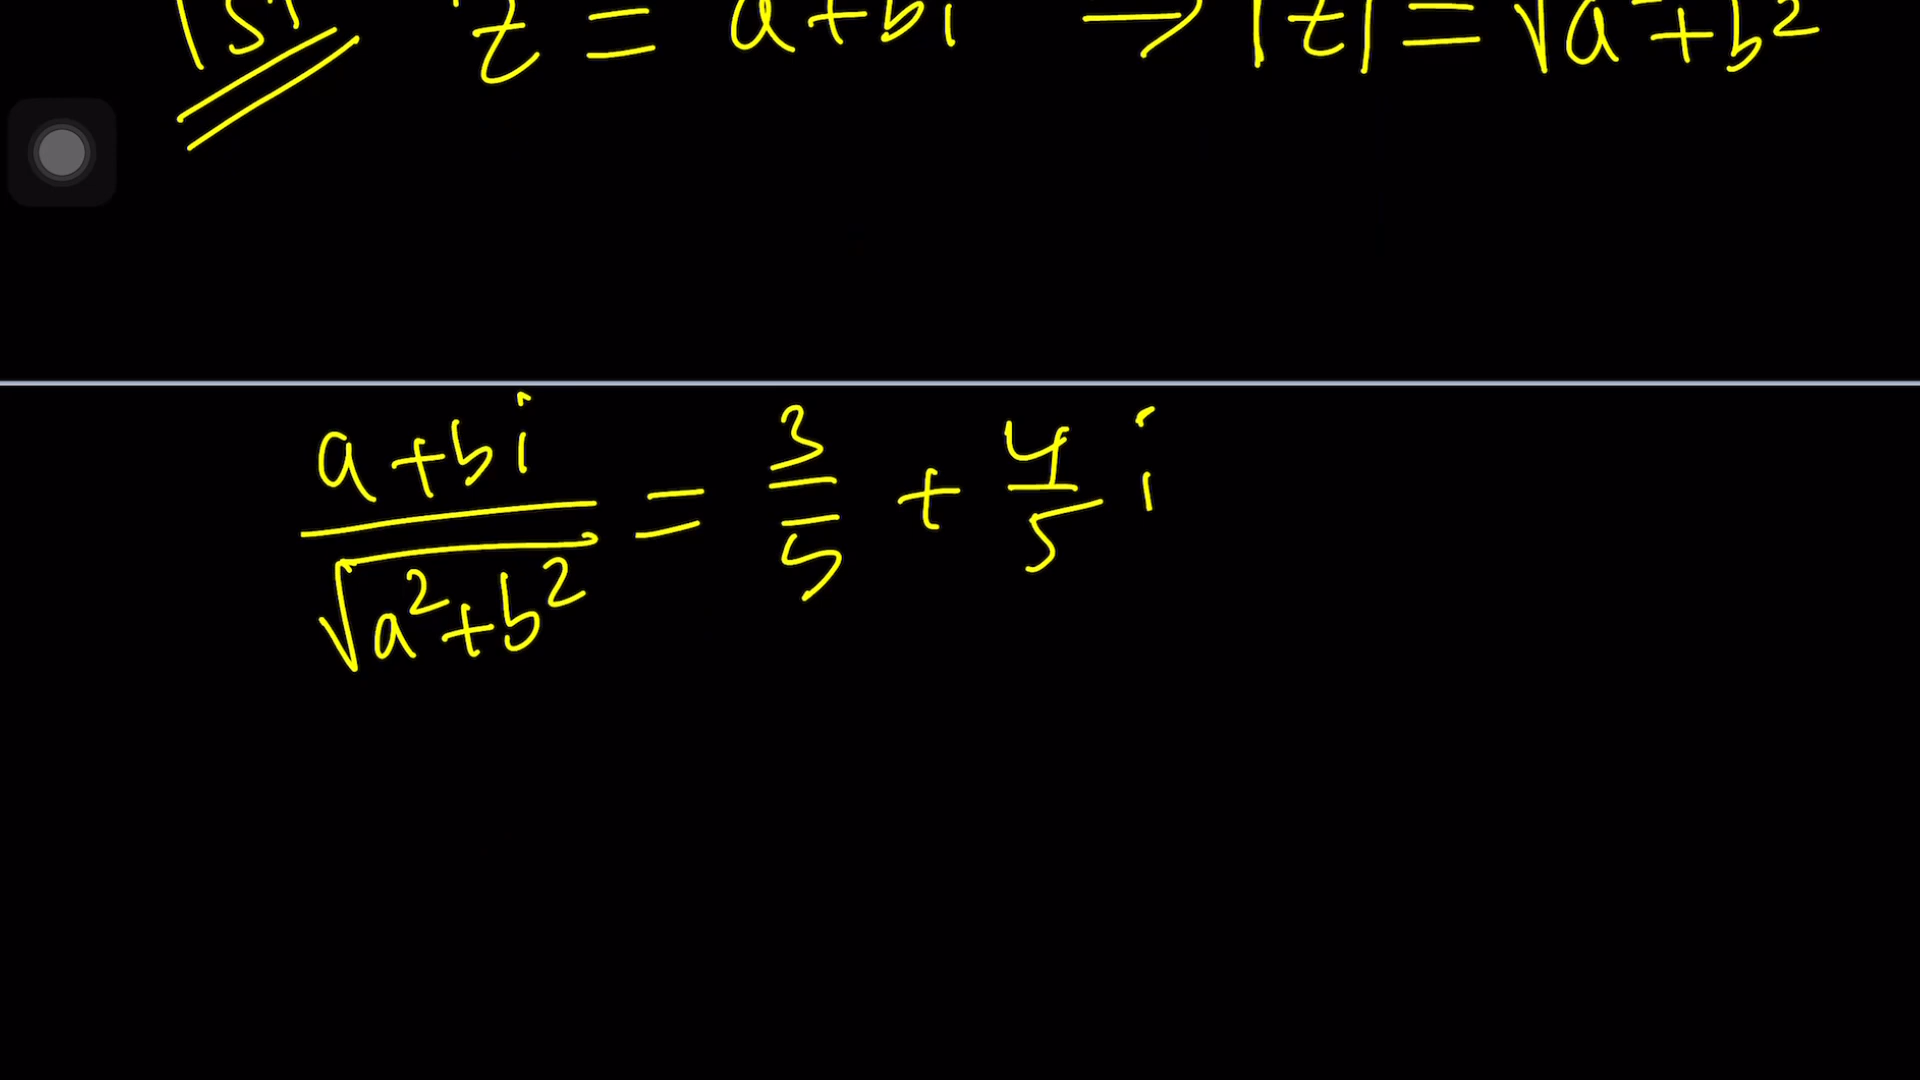 1st z = a+bi → |z| = √a²+b²
a+bi / √a²+b² = 3/5 + 4/5 i